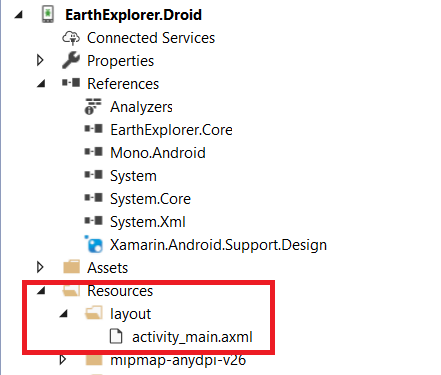 EarthExplorer.Droid
Connected Services
Properties
References
Analyzers
EarthExplorer.Core
Mono.Android
System
System.Core
System.Xml
Xamarin.Android.Support.Design
Assets
Resources
layout
activity_main.axml
mipmap-anydpi-v26